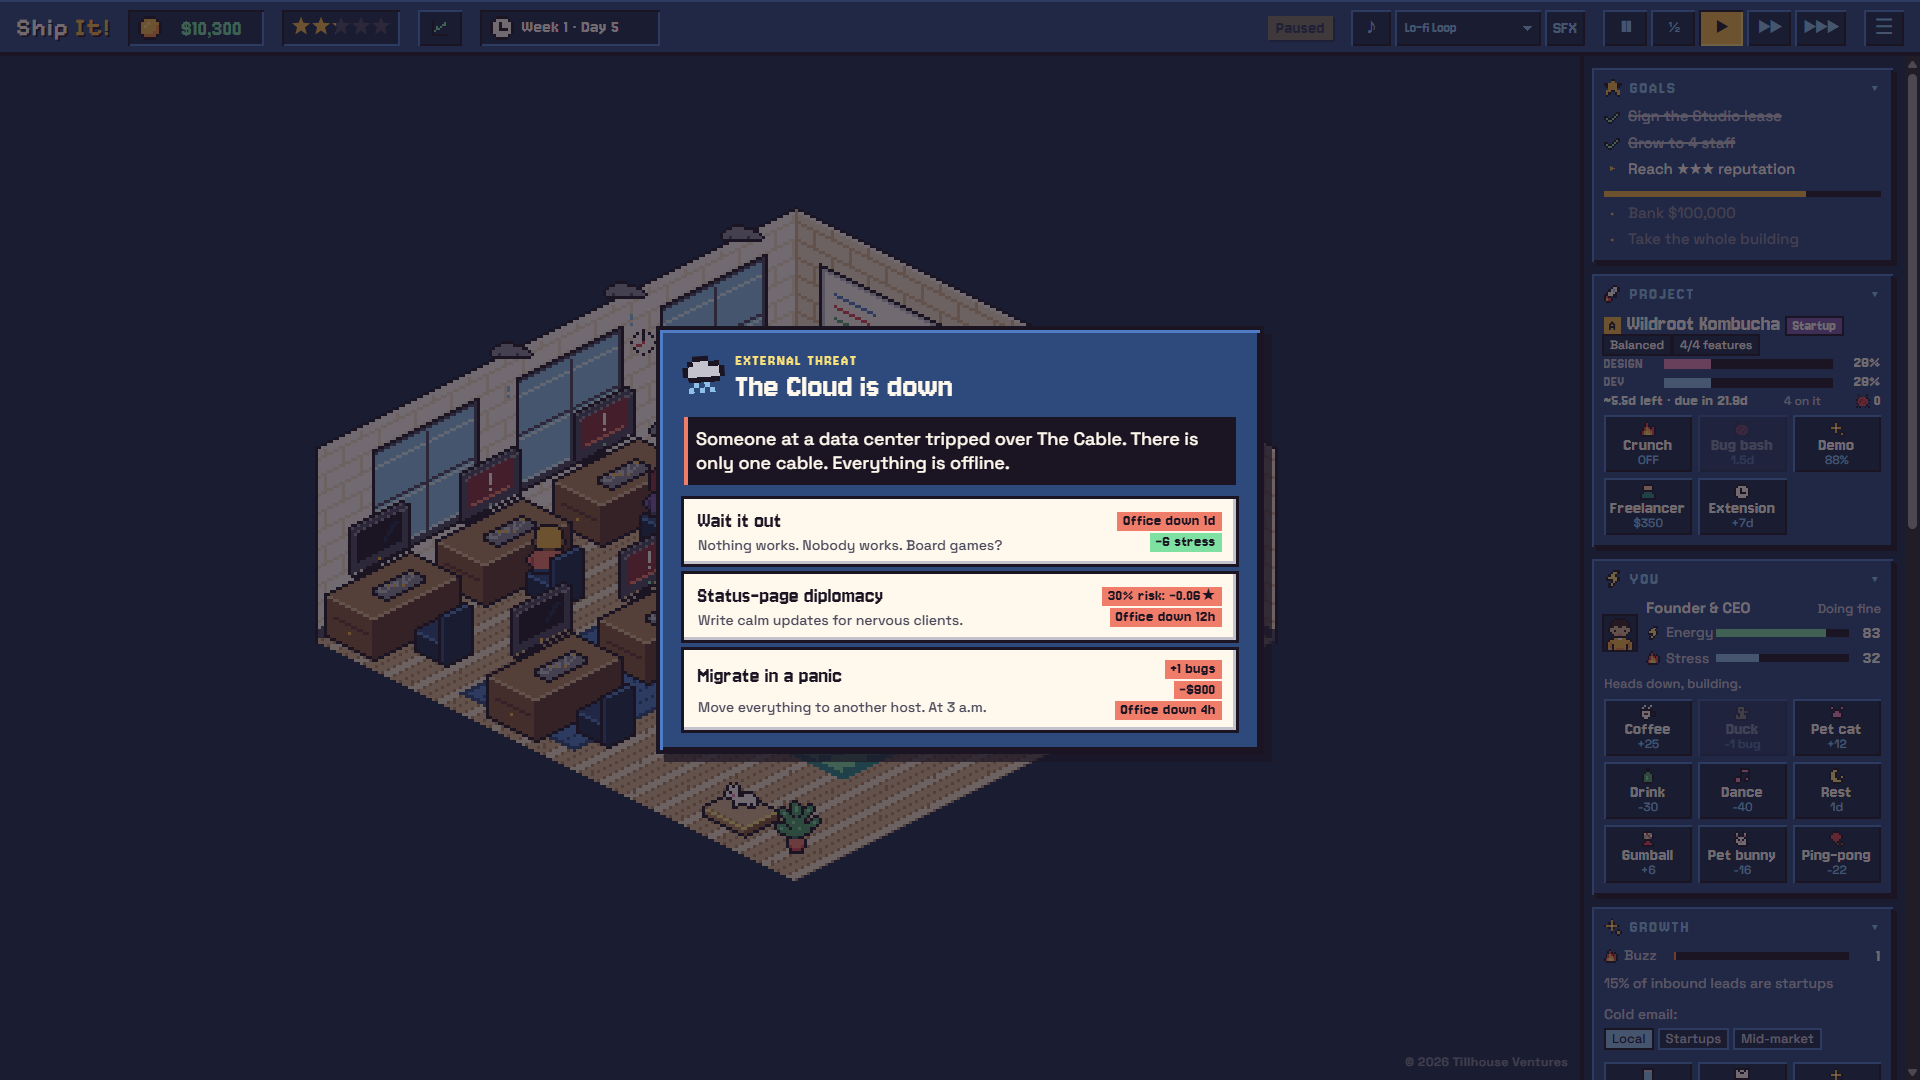 Ship It!
$10,300
Week 1 · Day 5
Paused
Lo-fi Loop
SFX
½
GOALS
Sign the Studio lease
Grow to 4 staff
Reach ★★★ reputation
Bank $100,000
Take the whole building
PROJECT
A Wildroot Kombucha Startup
Balanced 4/4 features
DESIGN 28%
DEV 28%
~5.5d left · due in 21.9d 4 on it 0
Crunch
OFF
Bug bash
1.5d
Demo
88%
Freelancer
$350
Extension
+7d
YOU
Founder & CEO Doing fine
Energy 83
Stress 32
Heads down, building.
Coffee
+25
Duck
-1 bug
Pet cat
+12
Drink
-30
Dance
-40
Rest
1d
Gumball
+6
Pet bunny
-16
Ping-pong
-22
GROWTH
Buzz 1
15% of inbound leads are startups
Cold email:
Local Startups Mid-market
EXTERNAL THREAT
The Cloud is down
Someone at a data center tripped over The Cable. There is
only one cable. Everything is offline.
Wait it out
Nothing works. Nobody works. Board games?
Office down 1d
-6 stress
Status-page diplomacy
Write calm updates for nervous clients.
30% risk: -0.06★
Office down 12h
Migrate in a panic
Move everything to another host. At 3 a.m.
+1 bugs
-$900
Office down 4h
© 2026 Tillhouse Ventures